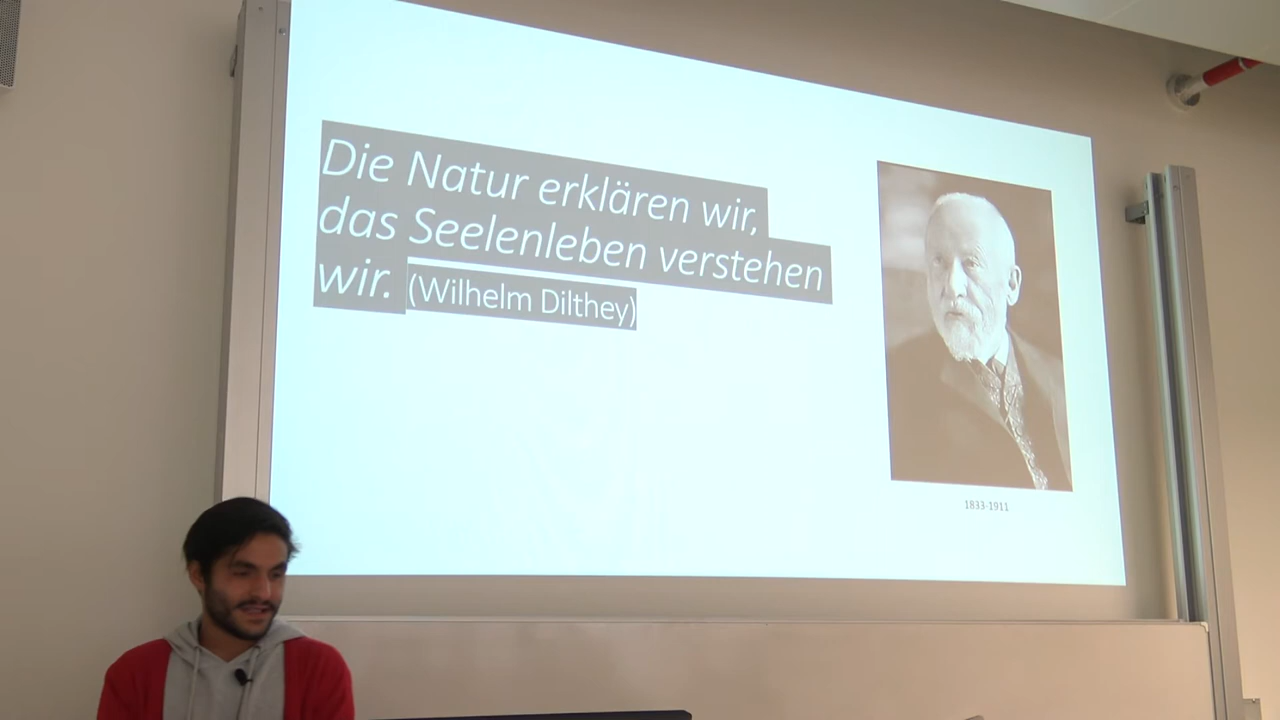 Die Natur erklären wir,
das Seelenleben verstehen
wir. (Wilhelm Dilthey)
1833-1911